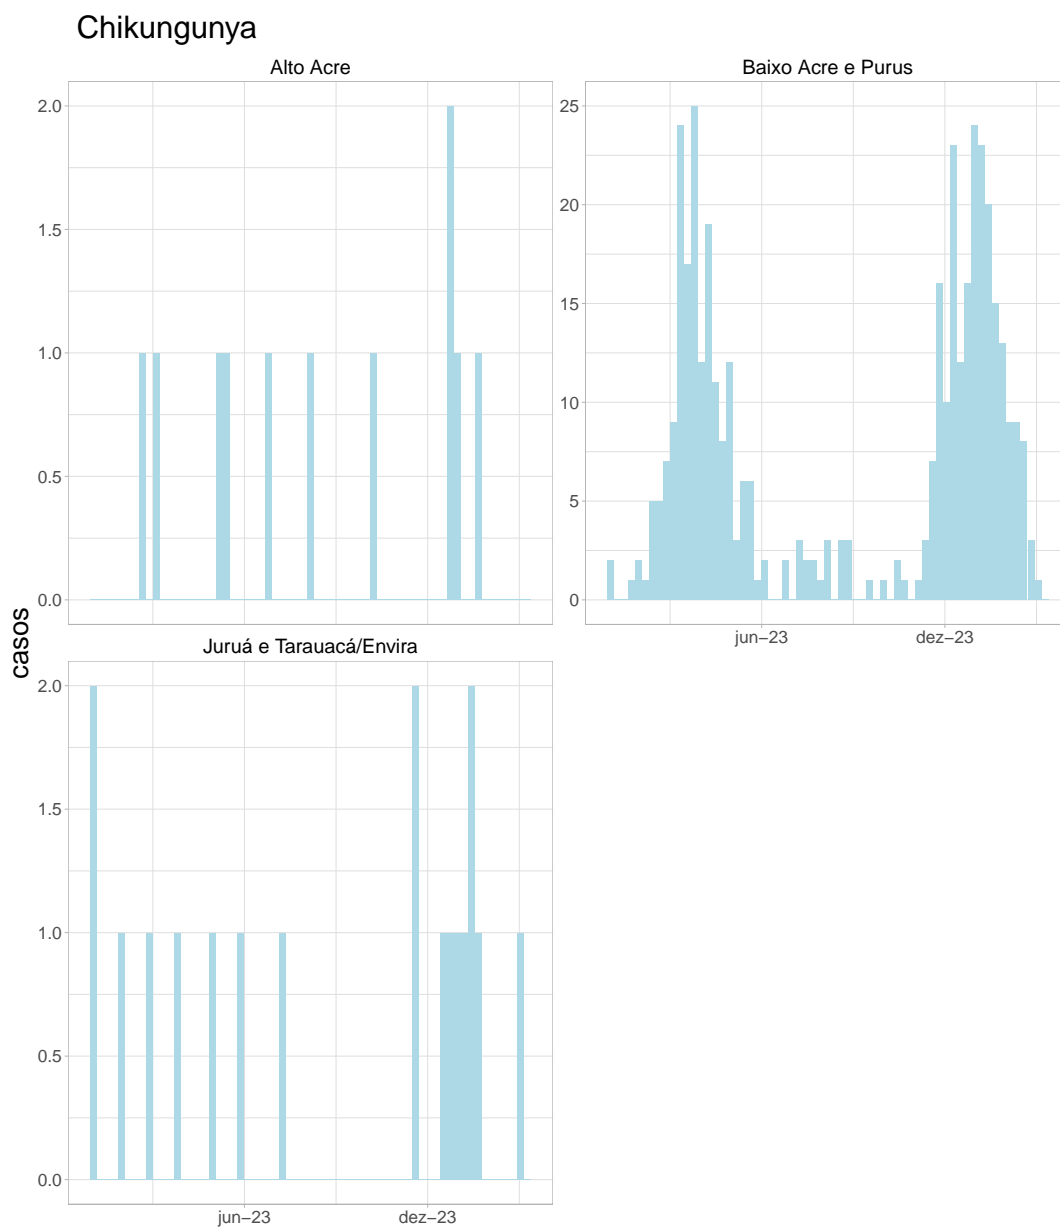 Chikungunya
Alto Acre
2.0
1.5
1.0
0.5
0.0
Baixo Acre e Purus
25
20
15
10
5
0
jun−23
dez−23
casos
Juruá e Tarauacá/Envira
2.0
1.5
1.0
0.5
0.0
jun−23
dez−23